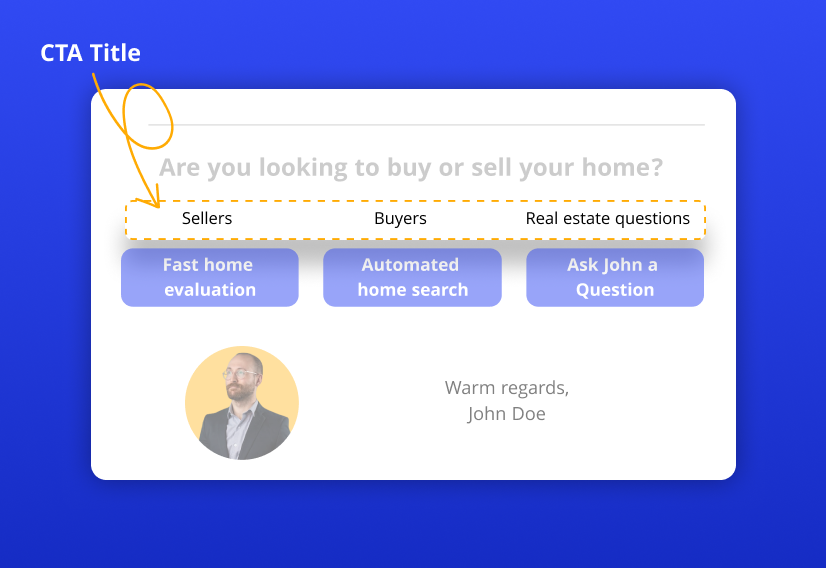 CTA Title
Are you looking to buy or sell your home?
Sellers Buyers Real estate questions
Fast home evaluation
Automated home search
Ask John a Question
Warm regards,
John Doe